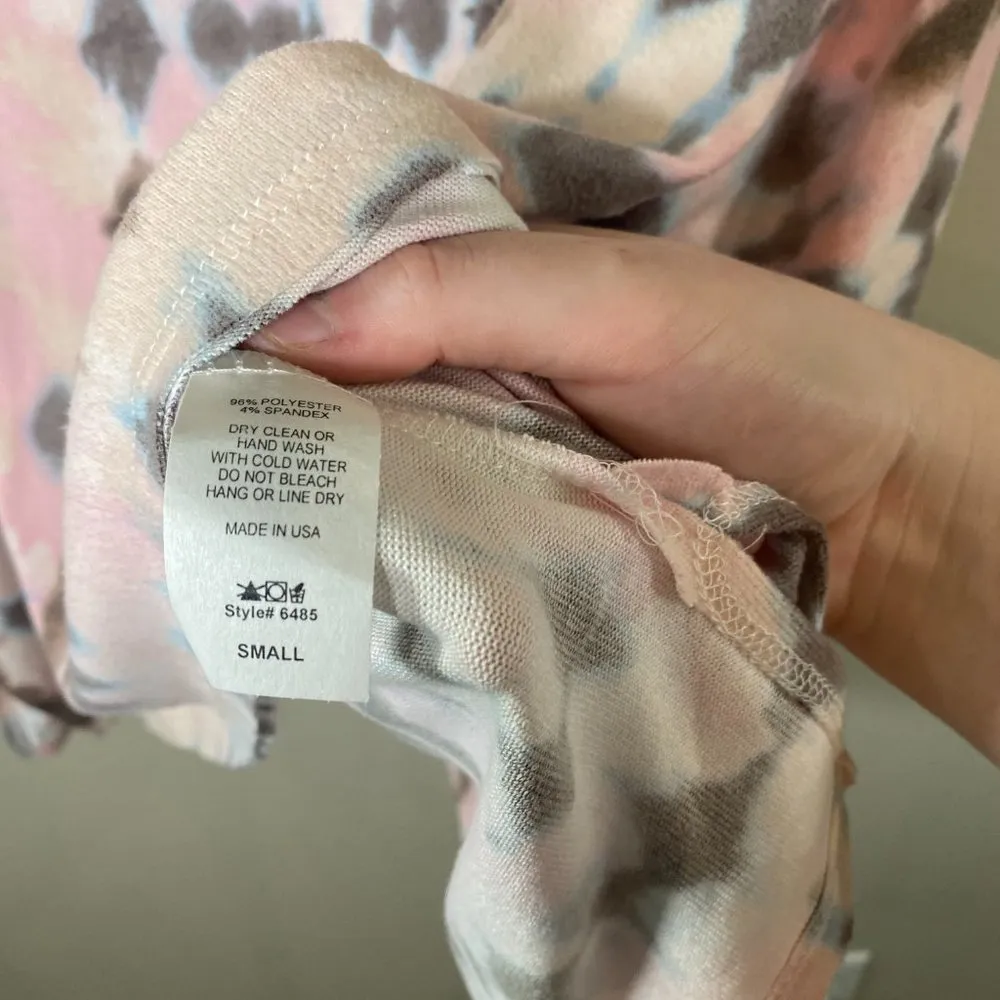 96% POLYESTER
4% SPANDEX
DRY CLEAN OR
HAND WASH
WITH COLD WATER
DO NOT BLEACH
HANG OR LINE DRY
MADE IN USA
Style# 6485
SMALL